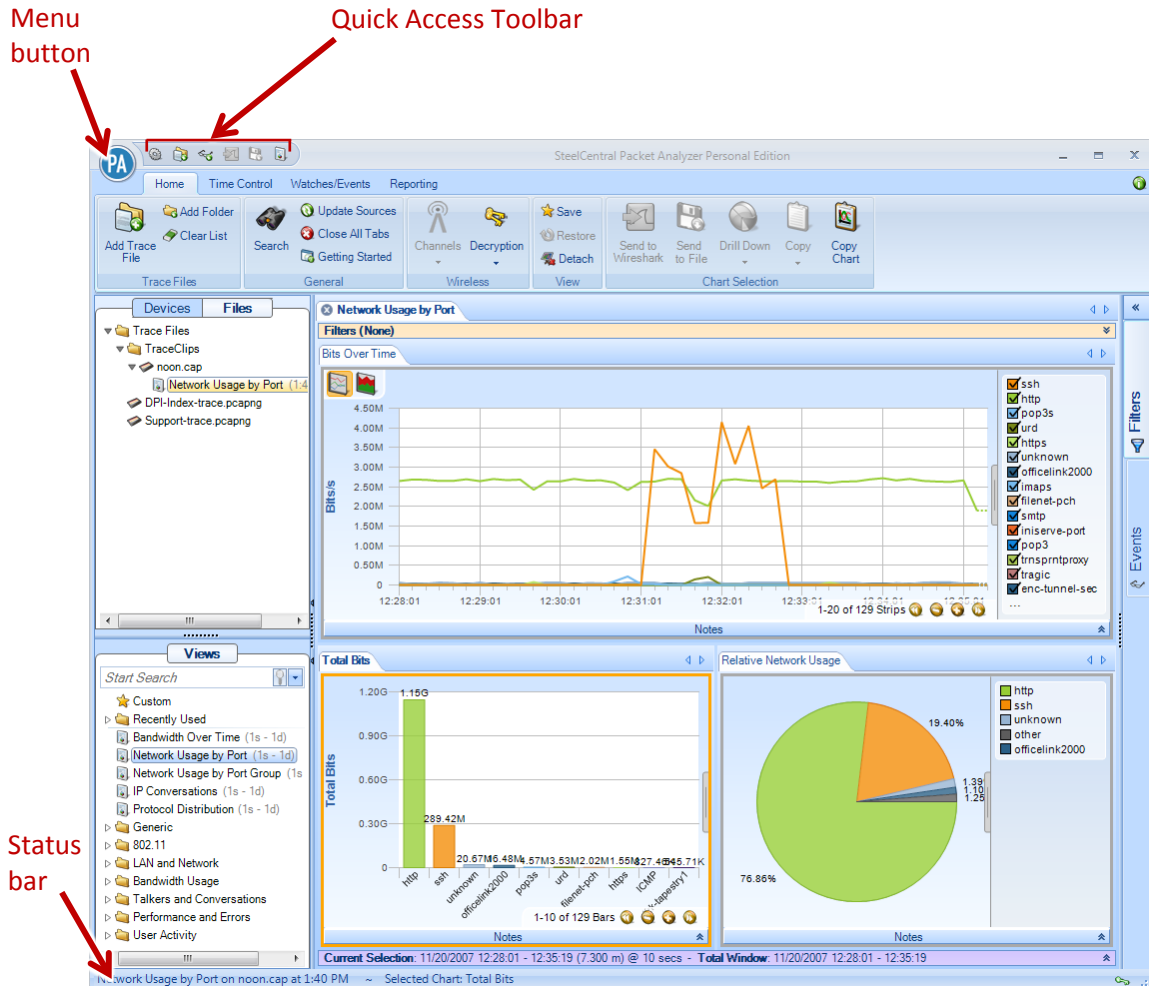 Menu button
Quick Access Toolbar
PA
SteelCentral Packet Analyzer Personal Edition
Home Time Control Watches/Events Reporting
Add Trace File
Add Folder
Clear List
Trace Files
Search
Update Sources
Close All Tabs
Getting Started
General
Channels
Decryption
Wireless
Save
Restore
Detach
View
Send to Wireshark
Send to File
Drill Down
Copy
Copy Chart
Chart Selection
Devices Files
Trace Files
TraceClips
noon.cap
Network Usage by Port (1:4
DPI-Index-trace.pcapng
Support-trace.pcapng
Network Usage by Port
Filters (None)
Bits Over Time
Bits/s
4.50M
4.00M
3.50M
3.00M
2.50M
2.00M
1.50M
1.00M
0.50M
0
12:28:01 12:29:01 12:30:01 12:31:01 12:32:01 12:33:01
1-20 of 129 Strips
ssh
http
pop3s
urd
https
unknown
officelink2000
imaps
filenet-pch
smtp
iniserve-port
pop3
trnsprntproxy
tragic
enc-tunnel-sec
...
Notes
Filters
Events
Views
Start Search
Custom
Recently Used
Bandwidth Over Time (1s - 1d)
Network Usage by Port (1s - 1d)
Network Usage by Port Group (1s
IP Conversations (1s - 1d)
Protocol Distribution (1s - 1d)
Generic
802.11
LAN and Network
Bandwidth Usage
Talkers and Conversations
Performance and Errors
User Activity
Total Bits
Total Bits
1.20G
0.90G
0.60G
0.30G
0
1.15G
289.42M
20.67M
4.57M
3.53M
2.02M
1.55M
http
ssh
unknown
officelink2000
pop3s
urd
filenet-pch
https
ICMP
k-tapestry1
1-10 of 129 Bars
Notes
Relative Network Usage
19.40%
1.39
1.10
1.25
76.86%
http
ssh
unknown
other
officelink2000
Notes
Current Selection: 11/20/2007 12:28:01 - 12:35:19 (7.300 m) @ 10 secs - Total Window: 11/20/2007 12:28:01 - 12:35:19
Status bar
Network Usage by Port on noon.cap at 1:40 PM ~ Selected Chart: Total Bits